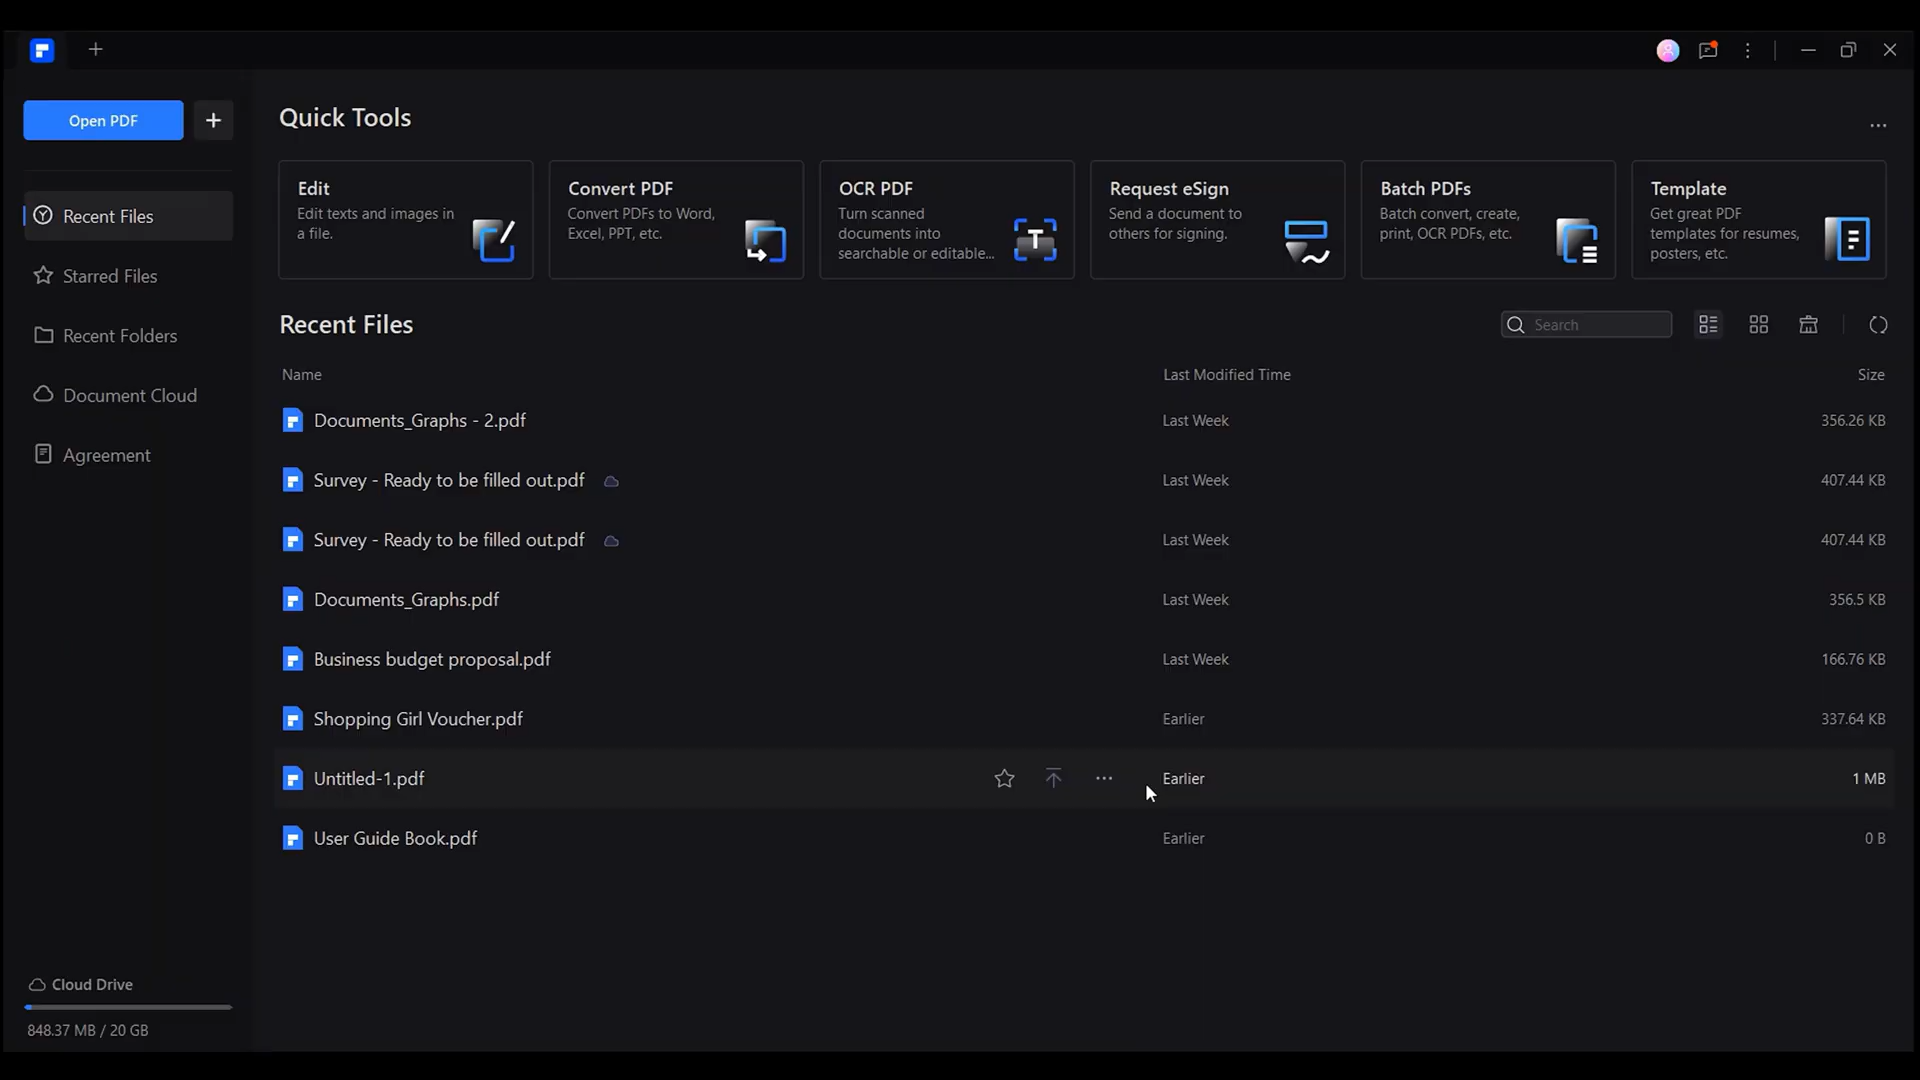 Open PDF
Recent Files
Starred Files
Recent Folders
Document Cloud
Agreement
Cloud Drive
848.37 MB / 20 GB
Quick Tools
Edit
Edit texts and images in
a file.
Convert PDF
Convert PDFs to Word,
Excel, PPT, etc.
OCR PDF
Turn scanned
documents into
searchable or editable...
Request eSign
Send a document to
others for signing.
Batch PDFs
Batch convert, create,
print, OCR PDFs, etc.
Template
Get great PDF
templates for resumes,
posters, etc.
Recent Files
Search
Name Last Modified Time Size
Documents_Graphs - 2.pdf Last Week 356.26 KB
Survey - Ready to be filled out.pdf Last Week 407.44 KB
Survey - Ready to be filled out.pdf Last Week 407.44 KB
Documents_Graphs.pdf Last Week 356.5 KB
Business budget proposal.pdf Last Week 166.76 KB
Shopping Girl Voucher.pdf Earlier 337.64 KB
Untitled-1.pdf Earlier 1 MB
User Guide Book.pdf Earlier 0 B